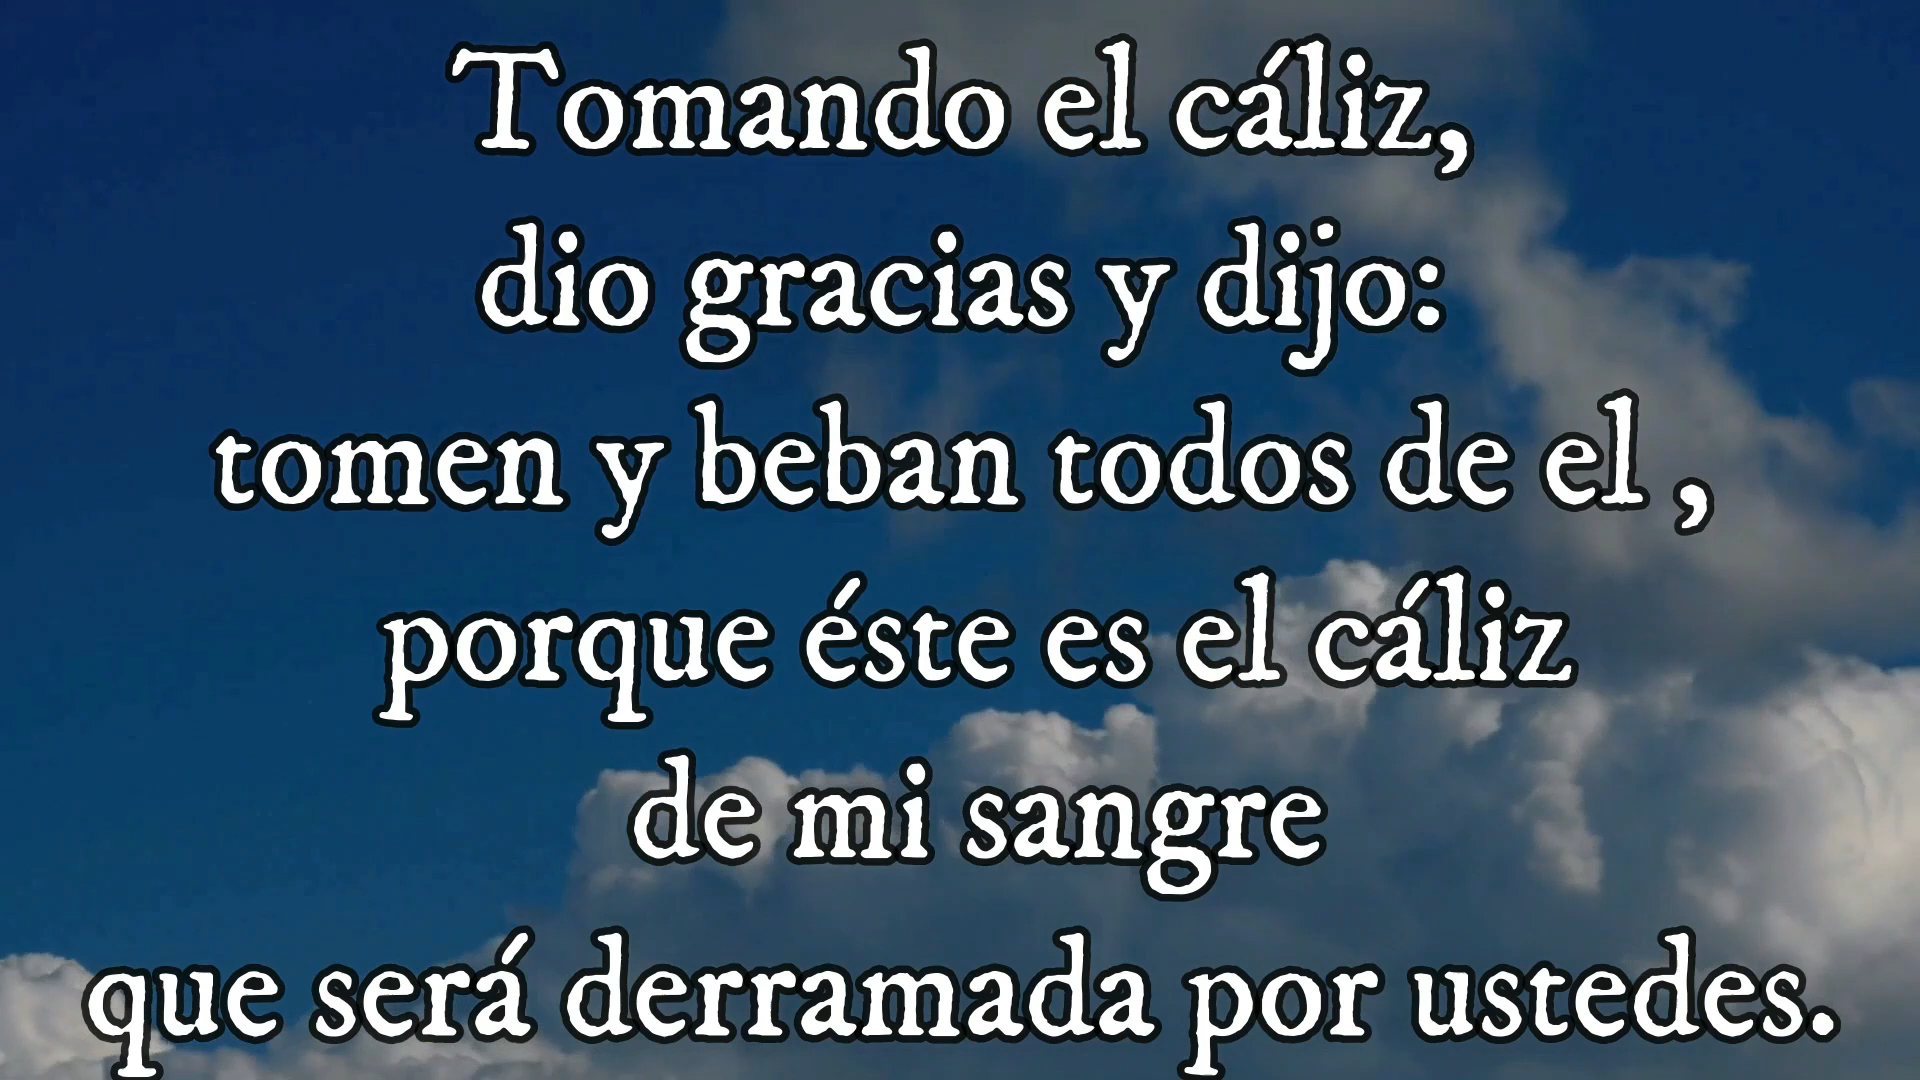 Tomando el cáliz,
dio gracias y dijo:
tomen y beban todos de el ,
porque éste es el cáliz
de mi sangre
que será derramada por ustedes.